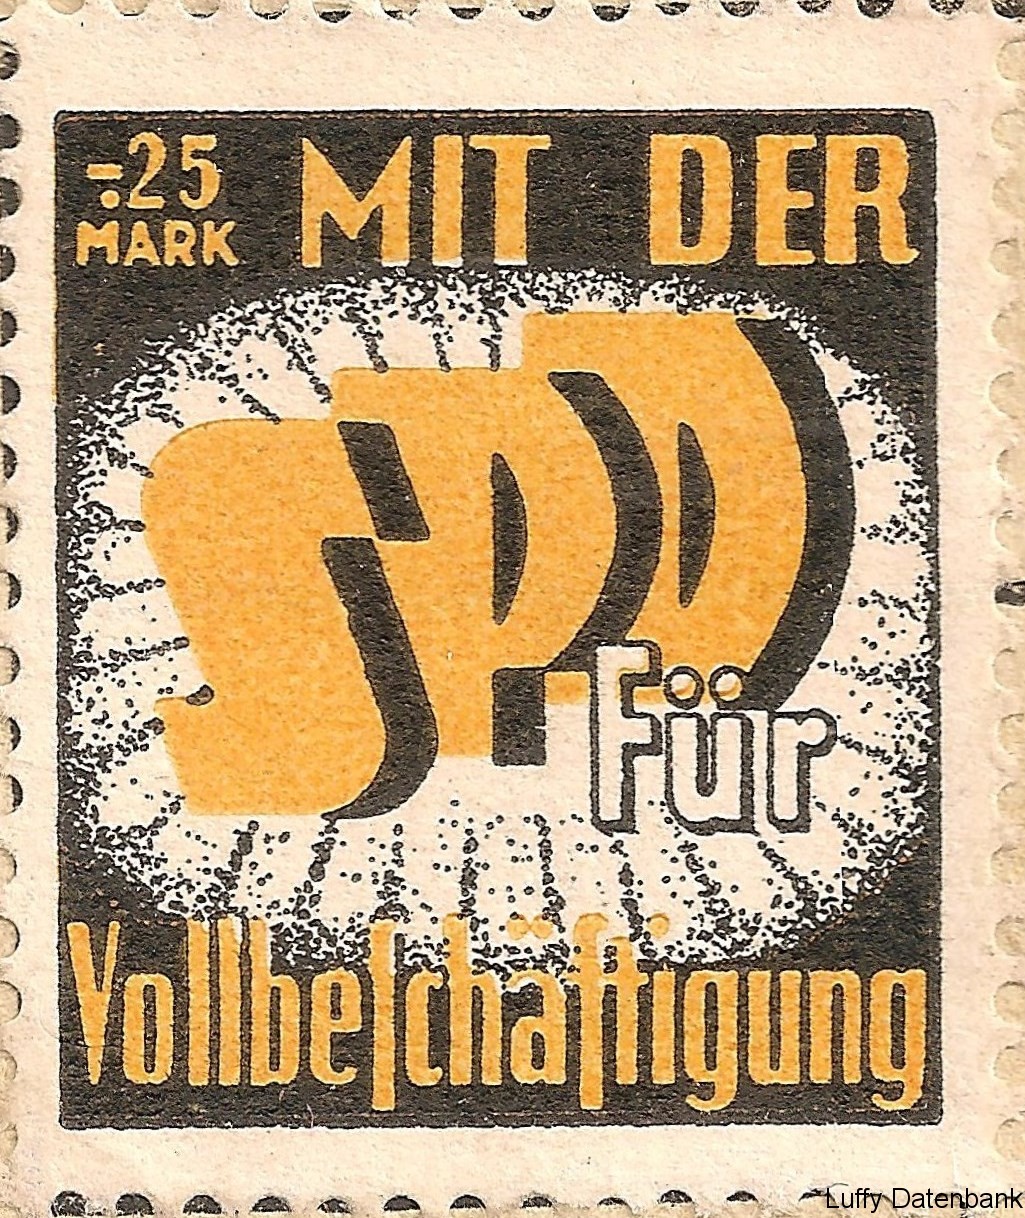 -.25 MIT DER
MARK
SPD
für
Vollbeſchäftigung
Luffy Datenbank